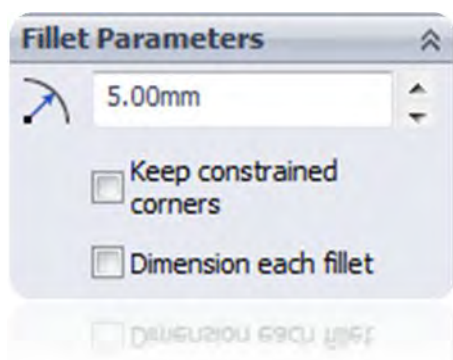 Fillet Parameters
5.00mm
Keep constrained
corners
Dimension each fillet